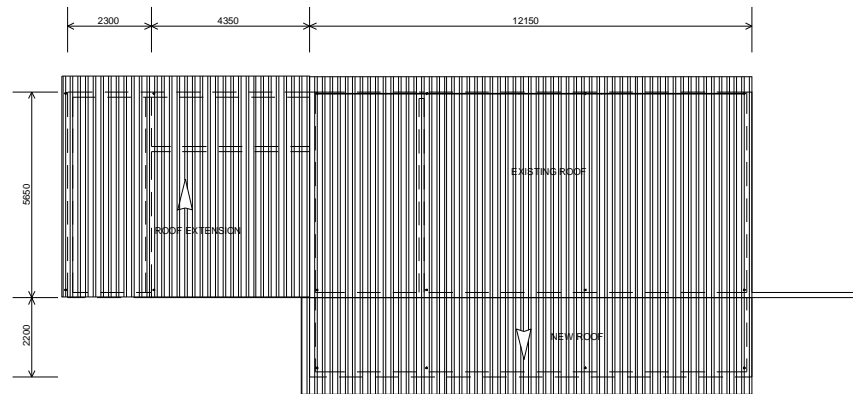 2300
4350
12150
5650
EXISTING ROOF
ROOF EXTENSION
2200
NEW ROOF